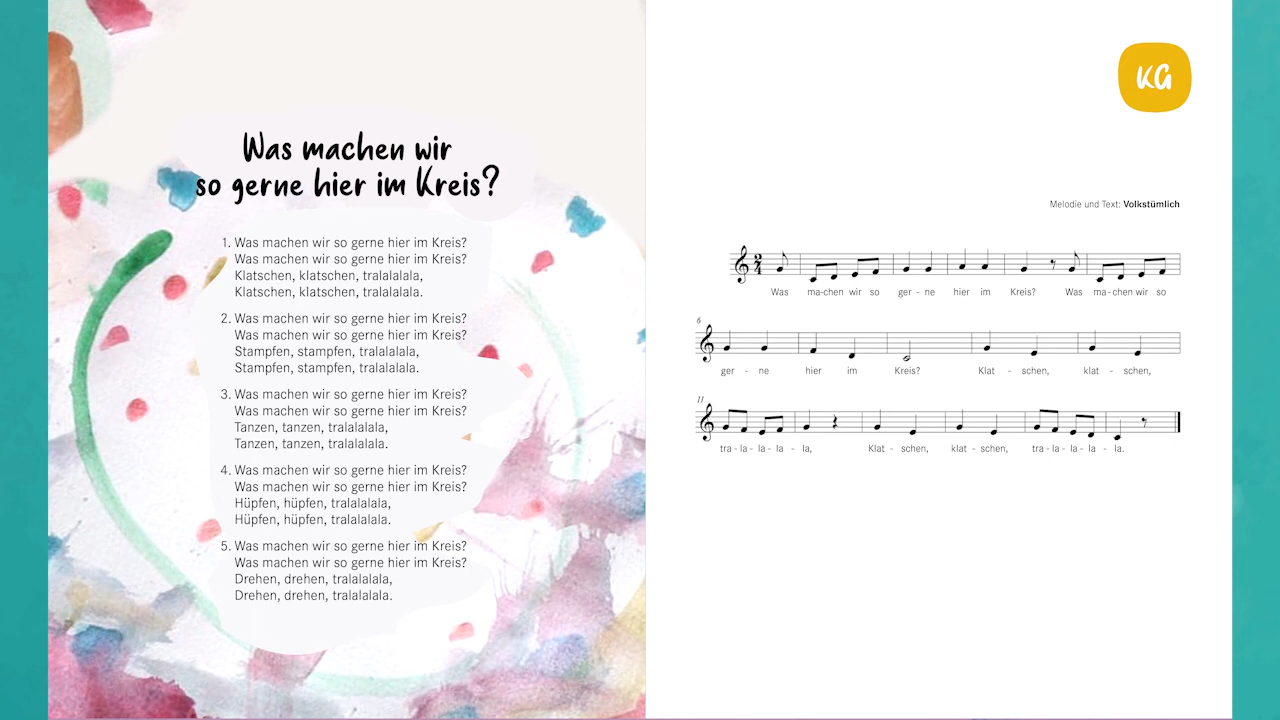 Was machen wir
so gerne hier im Kreis?
1. Was machen wir so gerne hier im Kreis?
Was machen wir so gerne hier im Kreis?
Klatschen, klatschen, tralalalala,
Klatschen, klatschen, tralalalala.
2. Was machen wir so gerne hier im Kreis?
Was machen wir so gerne hier im Kreis?
Stampfen, stampfen, tralalalala,
Stampfen, stampfen, tralalalala.
3. Was machen wir so gerne hier im Kreis?
Was machen wir so gerne hier im Kreis?
Tanzen, tanzen, tralalalala,
Tanzen, tanzen, tralalalala.
4. Was machen wir so gerne hier im Kreis?
Was machen wir so gerne hier im Kreis?
Hüpfen, hüpfen, tralalalala,
Hüpfen, hüpfen, tralalalala.
5. Was machen wir so gerne hier im Kreis?
Was machen wir so gerne hier im Kreis?
Drehen, drehen, tralalalala,
Drehen, drehen, tralalalala.
KG
Melodie und Text: Volkstümlich
2
4
Was ma-chen wir so ger - ne hier im Kreis? Was ma-chen wir so
6
ger - ne hier im Kreis? Klat - schen, klat - schen,
11
tra - la - la - la - la, Klat - schen, klat - schen, tra - la - la - la - la.